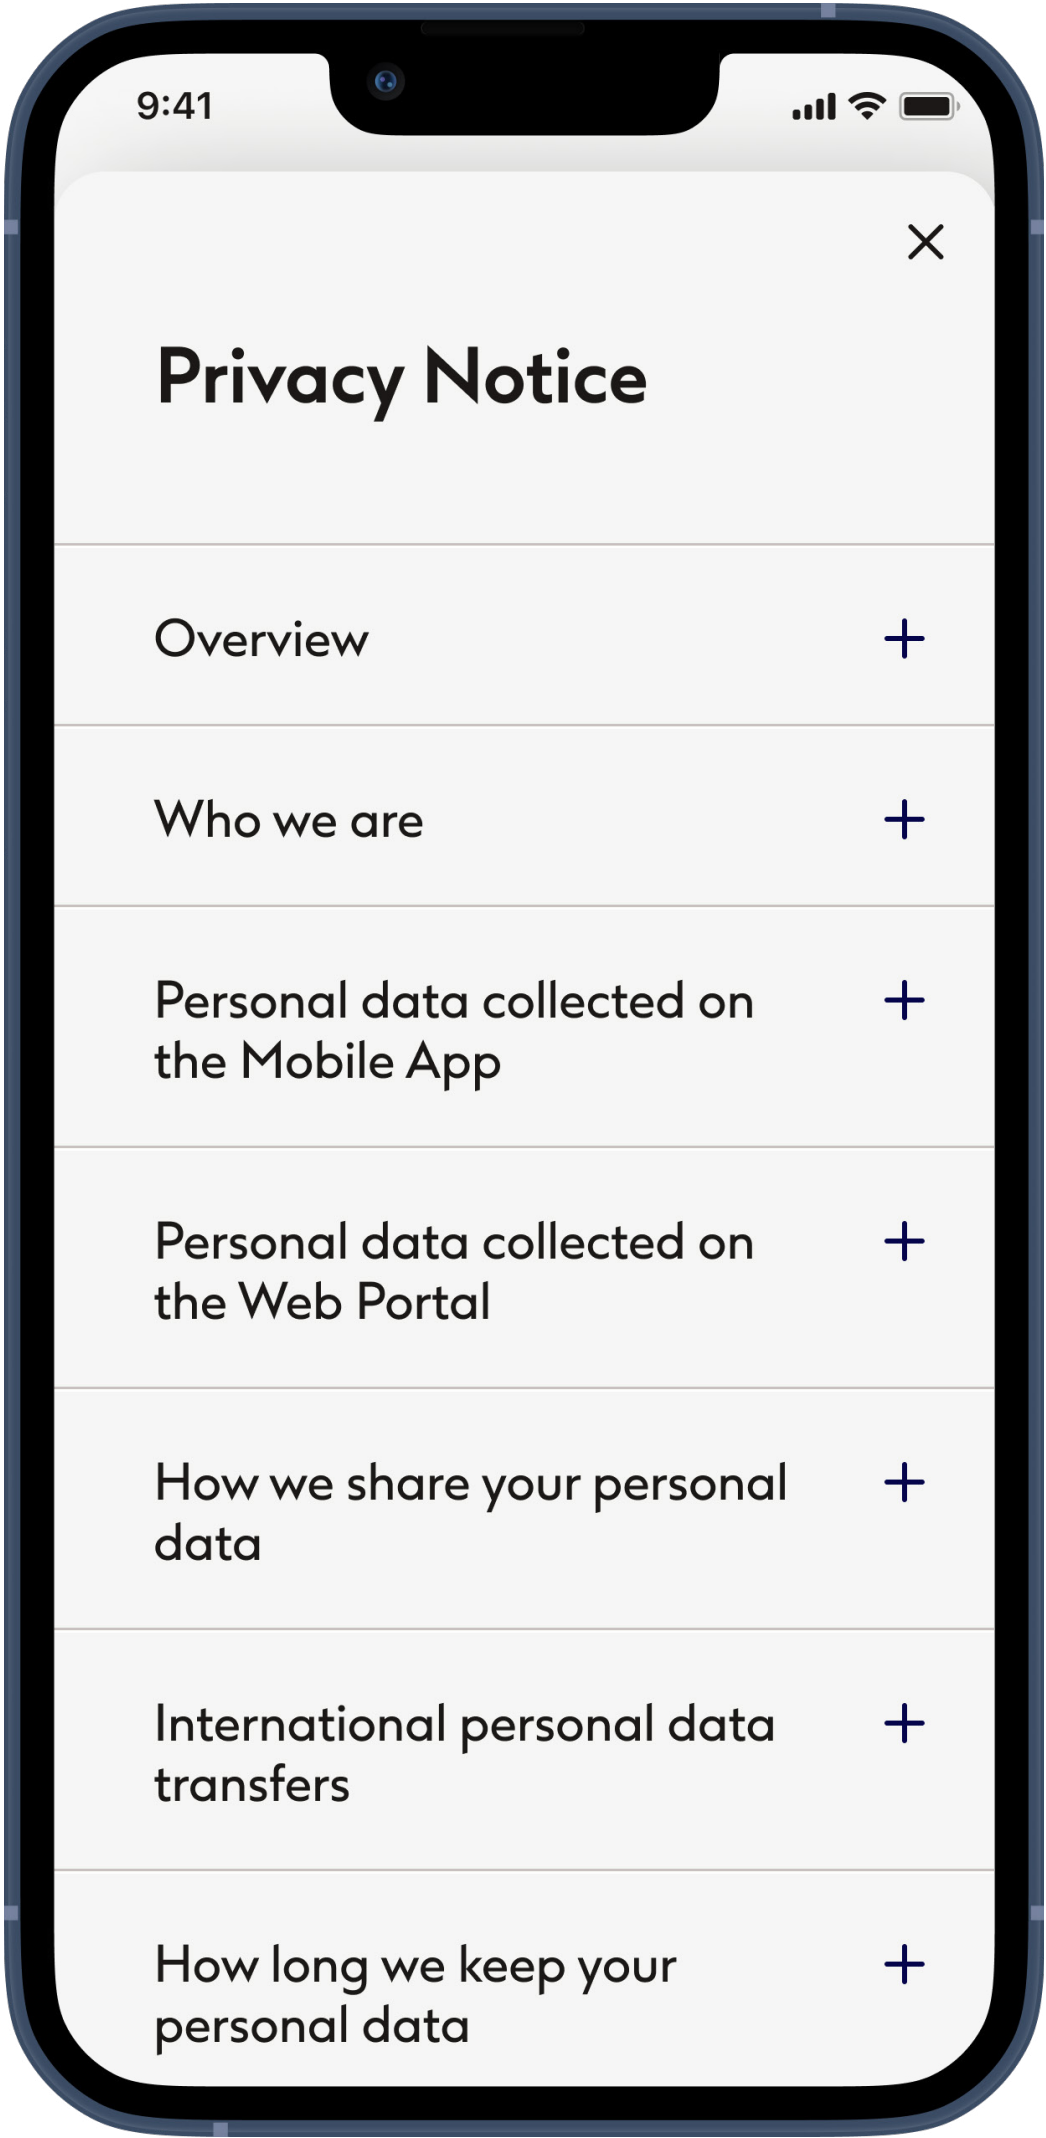 9:41
Privacy Notice
Overview
Who we are
Personal data collected on
the Mobile App
Personal data collected on
the Web Portal
How we share your personal
data
International personal data
transfers
How long we keep your
personal data